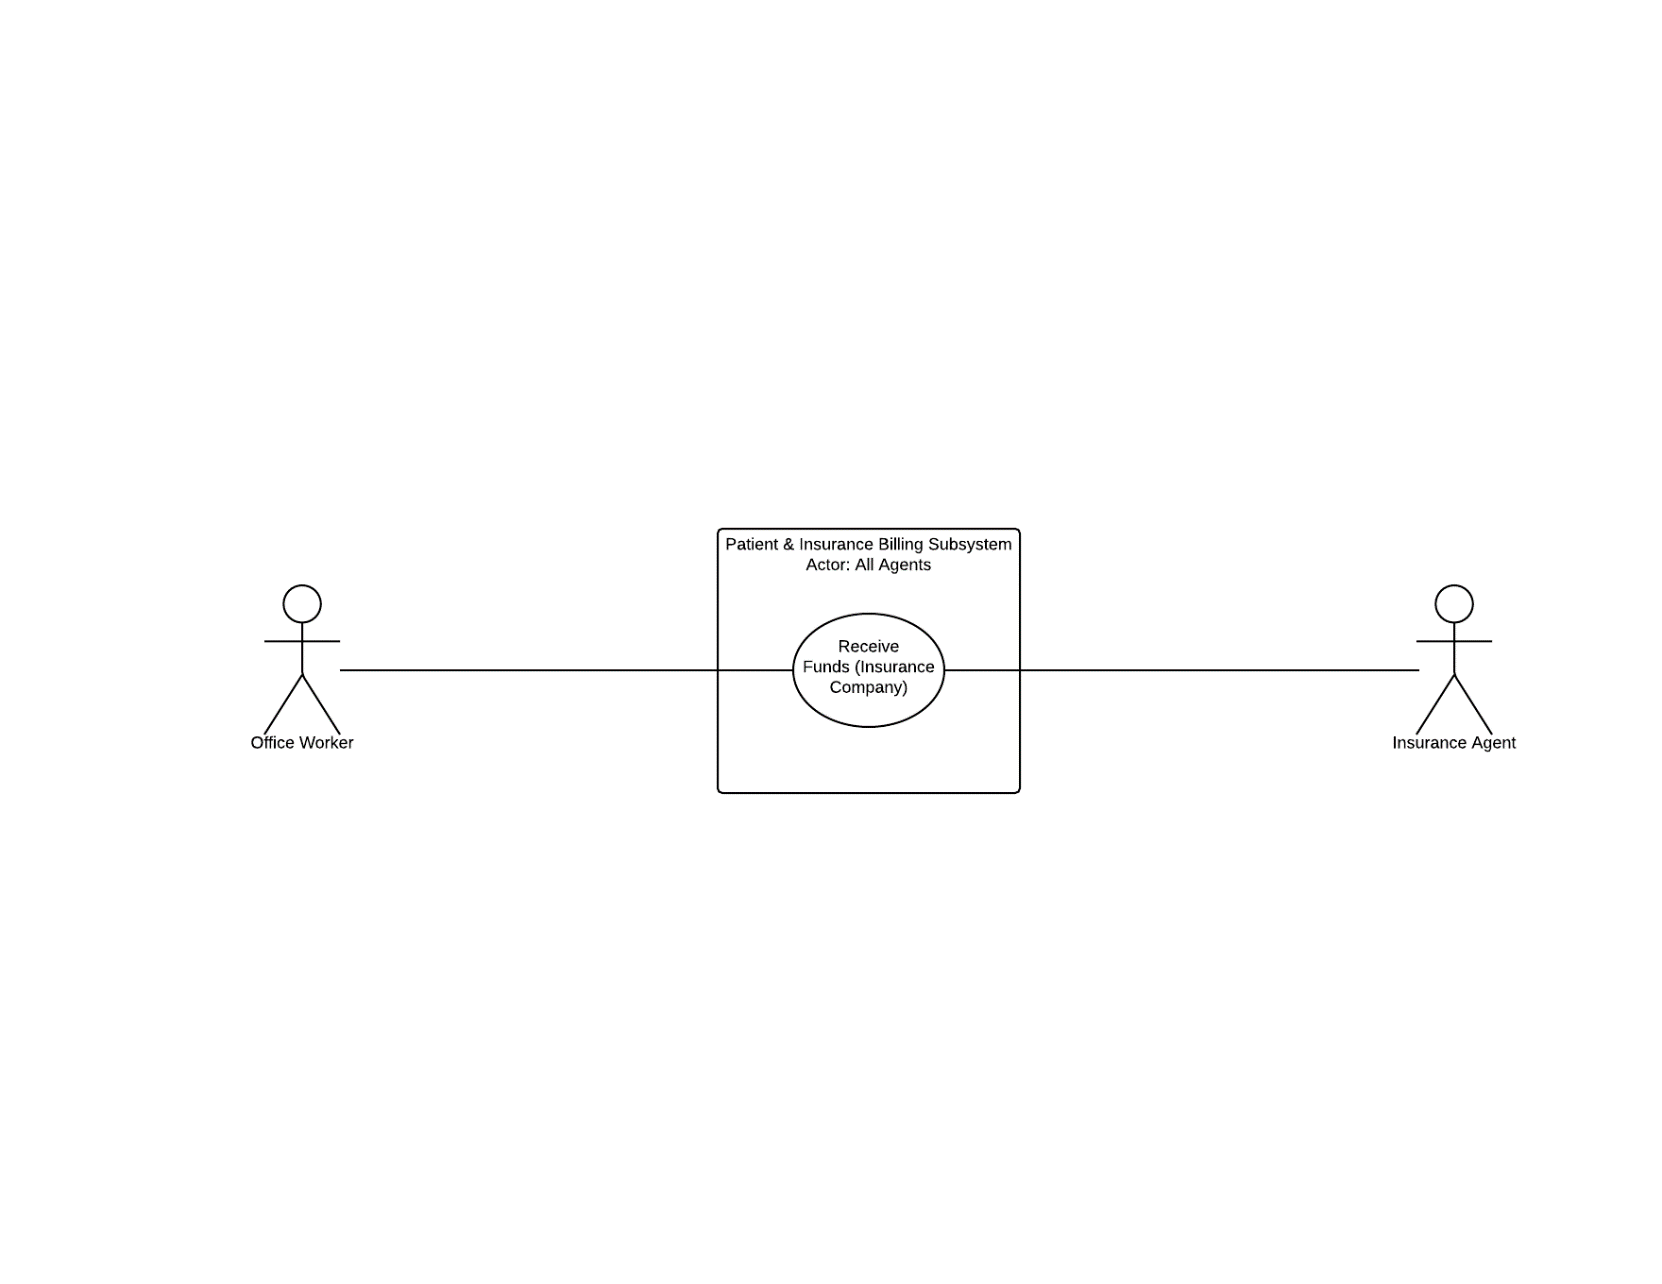 Patient & Insurance Billing Subsystem
Actor: All Agents
Receive
Funds (Insurance
Company)
Office Worker
Insurance Agent